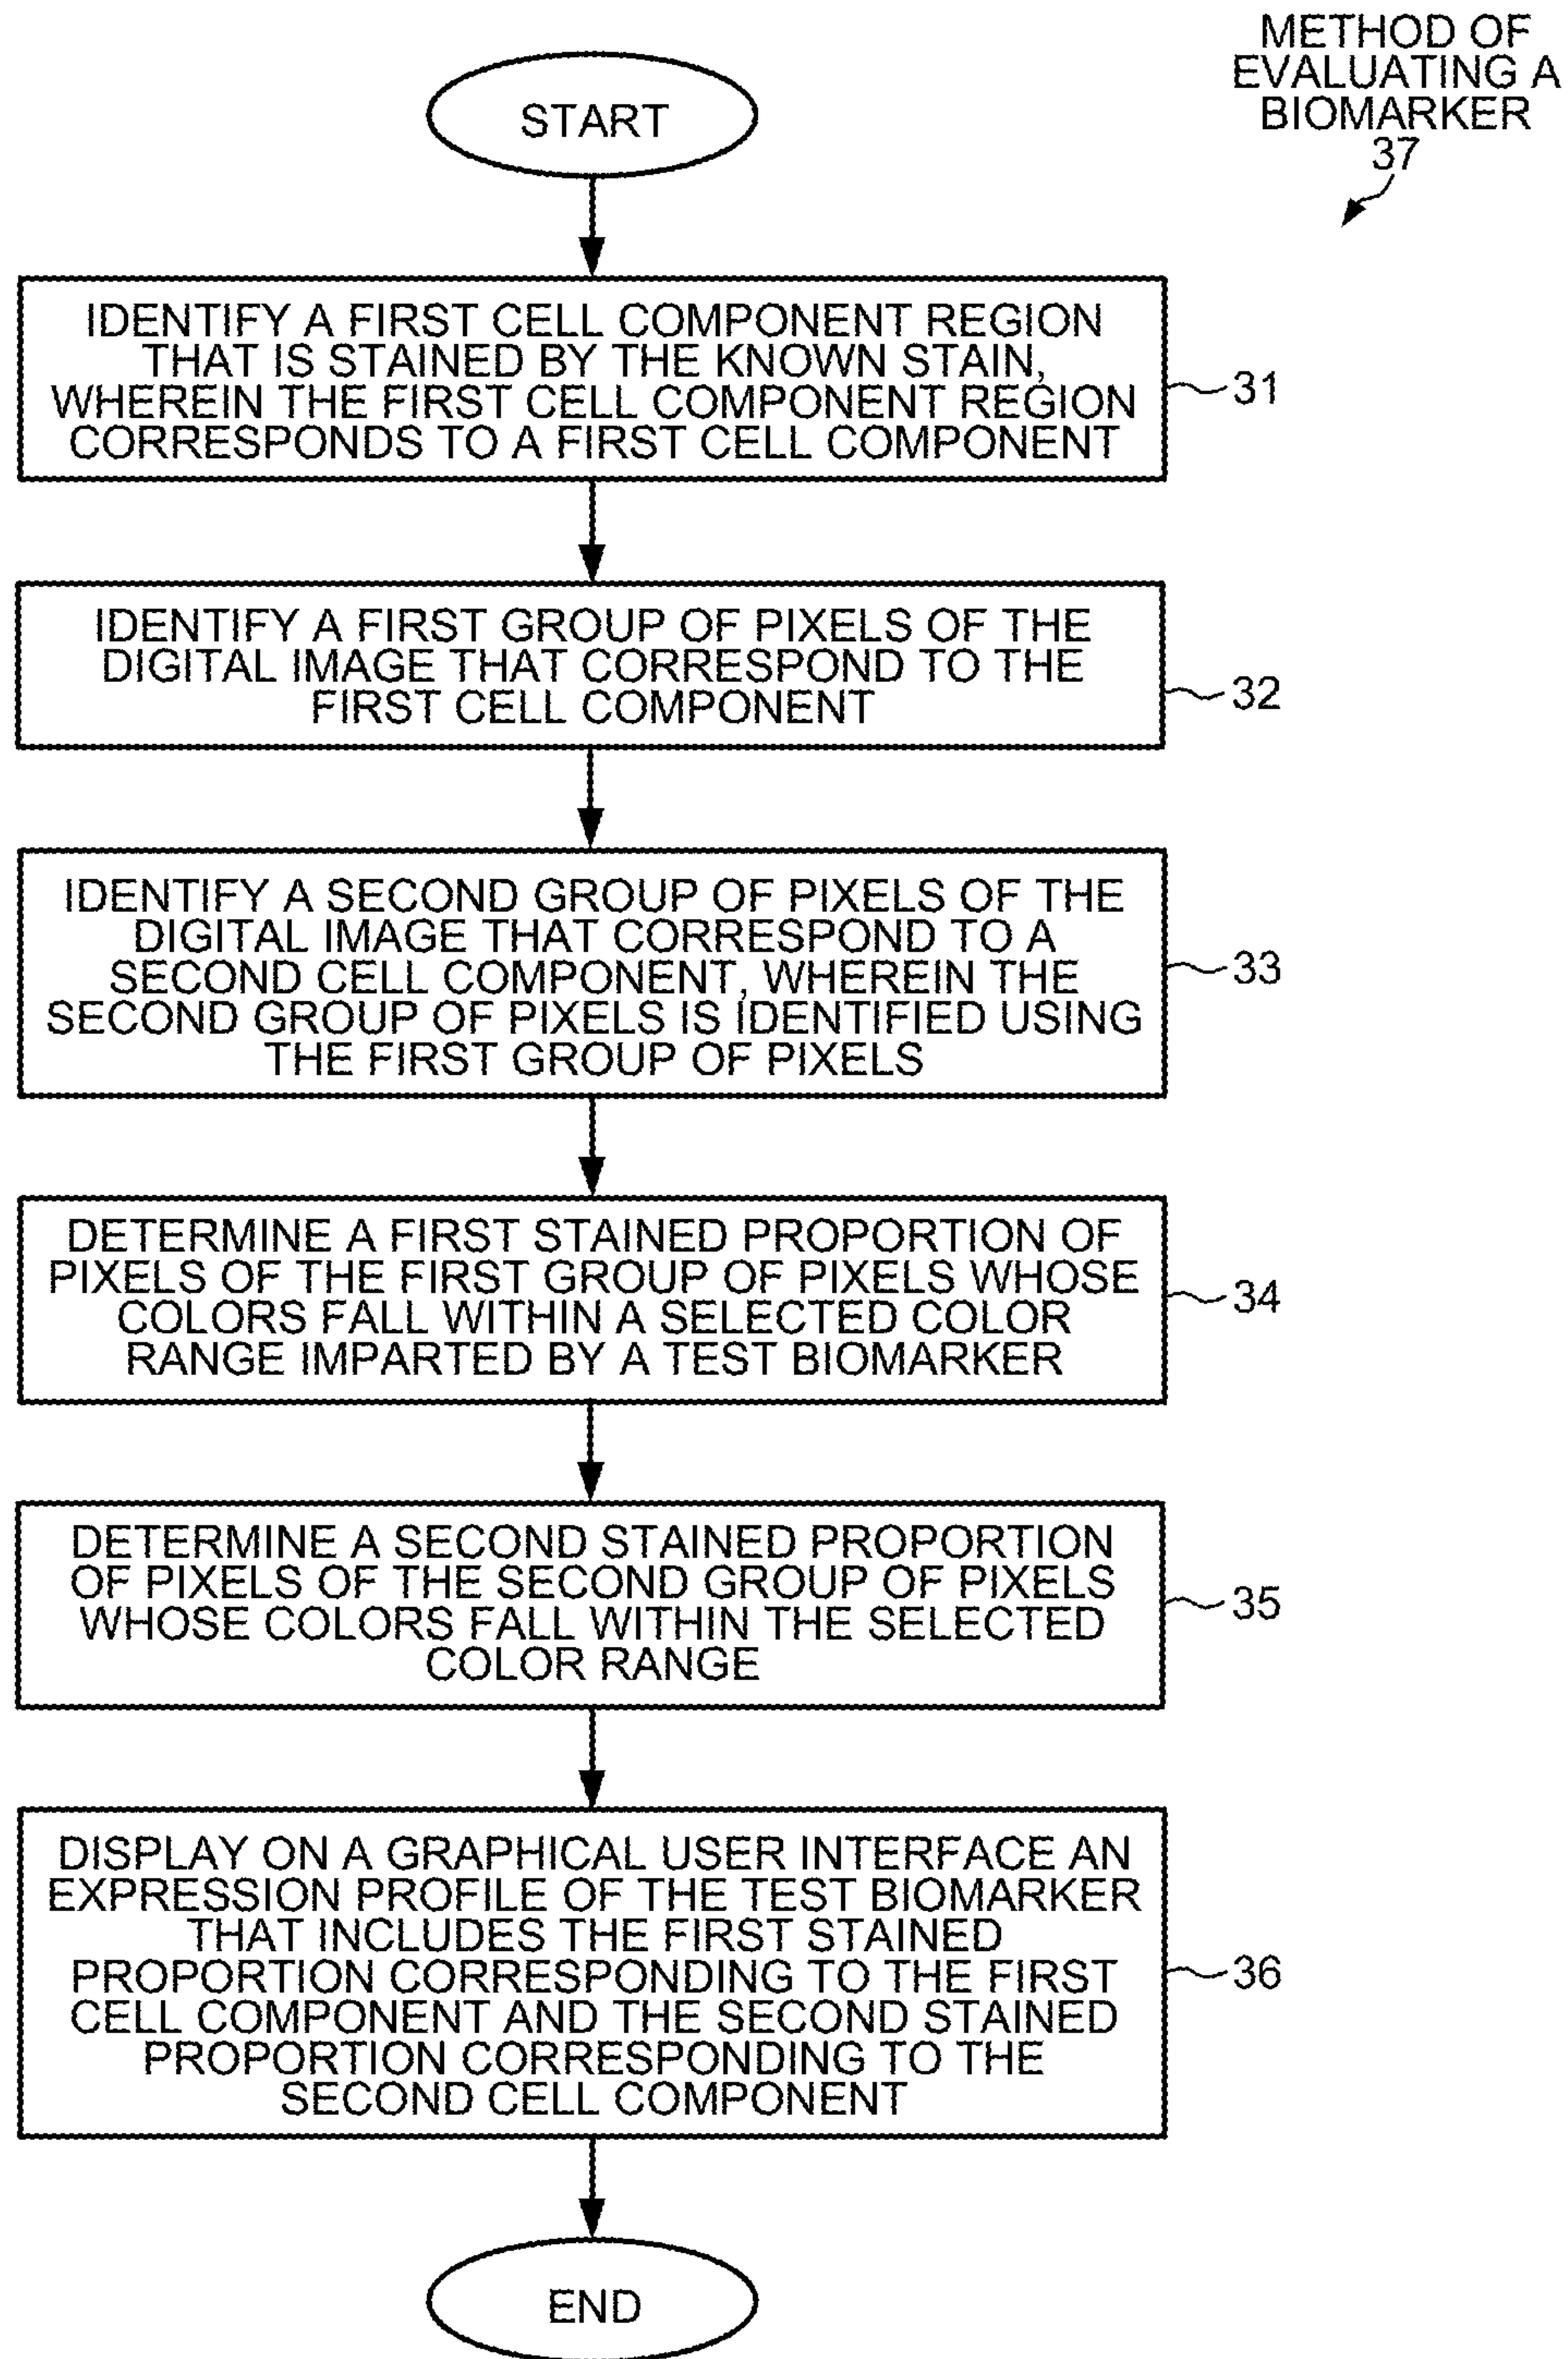 METHOD OF
EVALUATING A
BIOMARKER
37
START
IDENTIFY A FIRST CELL COMPONENT REGION
THAT IS STAINED BY THE KNOWN STAIN,
WHEREIN THE FIRST CELL COMPONENT REGION
CORRESPONDS TO A FIRST CELL COMPONENT
31
IDENTIFY A FIRST GROUP OF PIXELS OF THE
DIGITAL IMAGE THAT CORRESPOND TO THE
FIRST CELL COMPONENT
32
IDENTIFY A SECOND GROUP OF PIXELS OF THE
DIGITAL IMAGE THAT CORRESPOND TO A
SECOND CELL COMPONENT, WHEREIN THE
SECOND GROUP OF PIXELS IS IDENTIFIED USING
THE FIRST GROUP OF PIXELS
33
DETERMINE A FIRST STAINED PROPORTION OF
PIXELS OF THE FIRST GROUP OF PIXELS WHOSE
COLORS FALL WITHIN A SELECTED COLOR
RANGE IMPARTED BY A TEST BIOMARKER
34
DETERMINE A SECOND STAINED PROPORTION
OF PIXELS OF THE SECOND GROUP OF PIXELS
WHOSE COLORS FALL WITHIN THE SELECTED
COLOR RANGE
35
DISPLAY ON A GRAPHICAL USER INTERFACE AN
EXPRESSION PROFILE OF THE TEST BIOMARKER
THAT INCLUDES THE FIRST STAINED
PROPORTION CORRESPONDING TO THE FIRST
CELL COMPONENT AND THE SECOND STAINED
PROPORTION CORRESPONDING TO THE
SECOND CELL COMPONENT
36
END